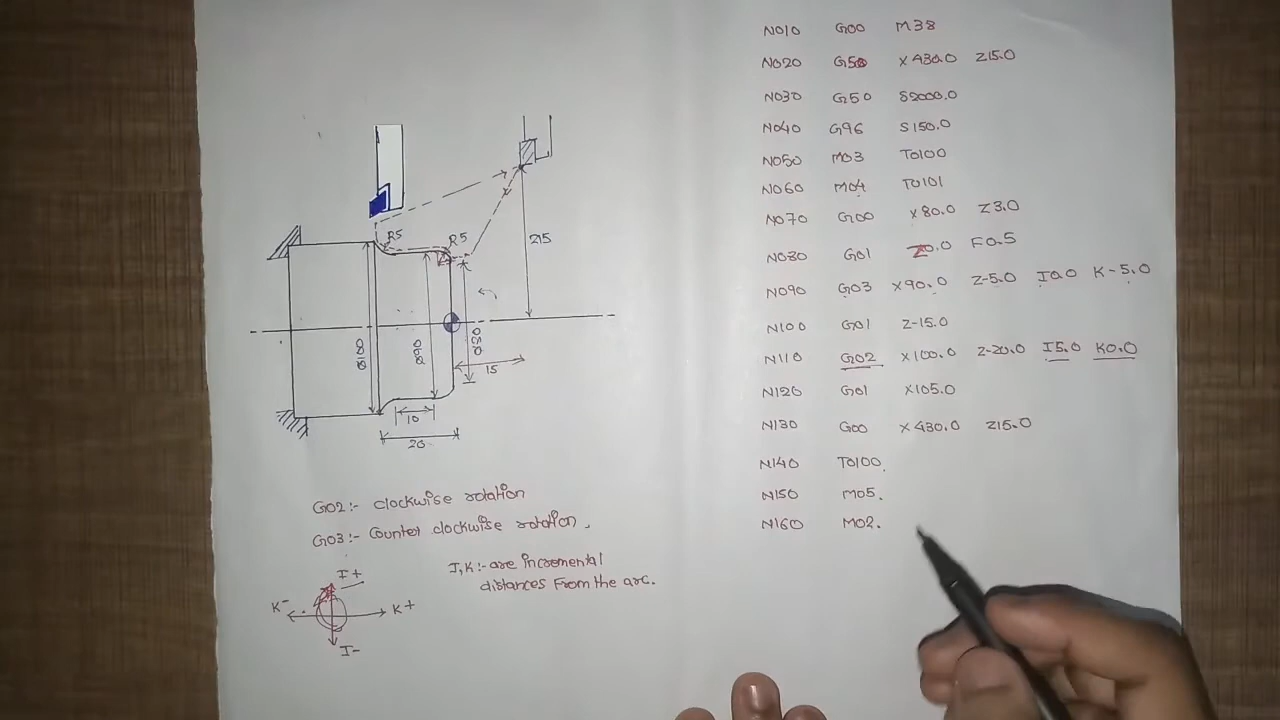 R5
R5
215
Ø100
Ø90
Ø80
15
10
20
G02:- clockwise rotation
G03:- Counter clockwise rotation.
I,K:- are incremental
distances From the arc.
I+
K-
K+
I-
N010 G00 M38
N020 G50 X430.0 Z15.0
N030 G50 S2000.0
N040 G96 S150.0
N050 M03 T0100
N060 M04 T0101
N070 G00 X80.0 Z3.0
N030 G01 Z0.0 F0.5
N090 G03 X90.0 Z-5.0 I0.0 K-5.0
N100 G01 Z-15.0
N110 G02 X100.0 Z-20.0 I5.0 K0.0
N120 G01 X105.0
N130 G00 X430.0 Z15.0
N140 T0100.
N150 M05.
N160 M02.